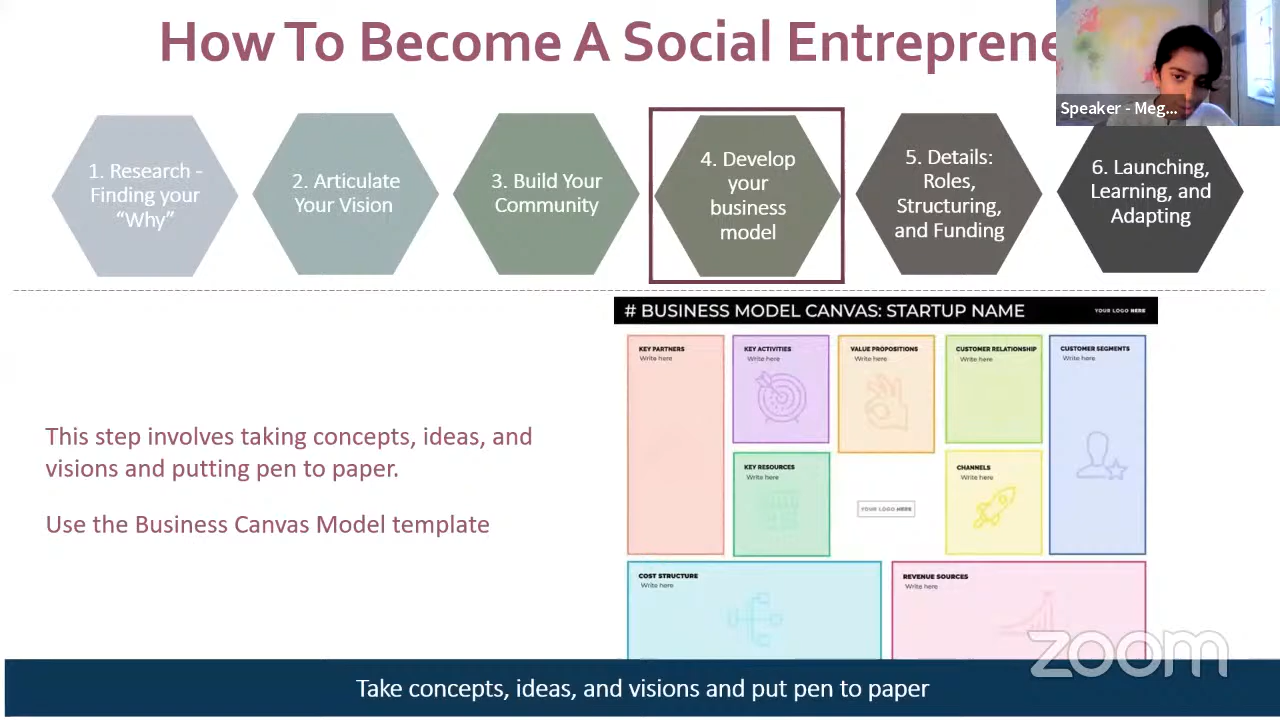 How To Become A Social Entreprene
Speaker - Meg...
1. Research -
Finding your
“Why”
2. Articulate
Your Vision
3. Build Your
Community
4. Develop
your
business
model
5. Details:
Roles,
Structuring,
and Funding
6. Launching,
Learning, and
Adapting
# BUSINESS MODEL CANVAS: STARTUP NAME
YOUR LOGO HERE
KEY PARTNERS
Write here
KEY ACTIVITIES
Write here
VALUE PROPOSITIONS
Write here
CUSTOMER RELATIONSHIP
Write here
CUSTOMER SEGMENTS
Write here
This step involves taking concepts, ideas, and
visions and putting pen to paper.
Use the Business Canvas Model template
KEY RESOURCES
Write here
YOUR LOGO HERE
CHANNELS
Write here
COST STRUCTURE
Write here
REVENUE SOURCES
Write here
zoom
Take concepts, ideas, and visions and put pen to paper